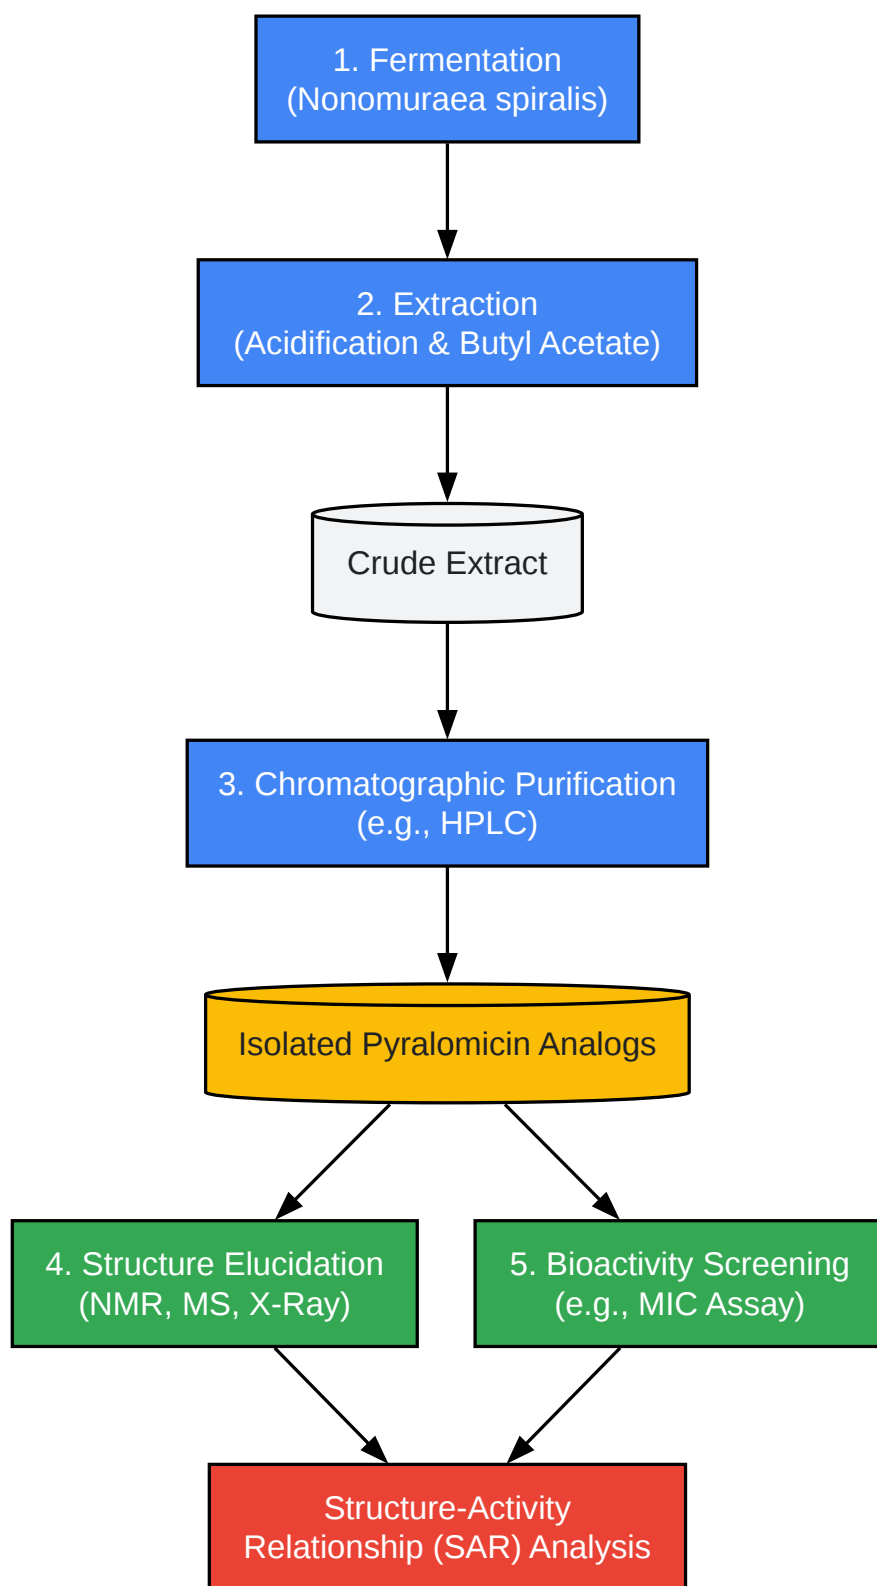 1. Fermentation
(Nonomuraea spiralis)
2. Extraction
(Acidification & Butyl Acetate)
Crude Extract
3. Chromatographic Purification
(e.g., HPLC)
Isolated Pyralomicin Analogs
4. Structure Elucidation
(NMR, MS, X-Ray)
5. Bioactivity Screening
(e.g., MIC Assay)
Structure-Activity
Relationship (SAR) Analysis